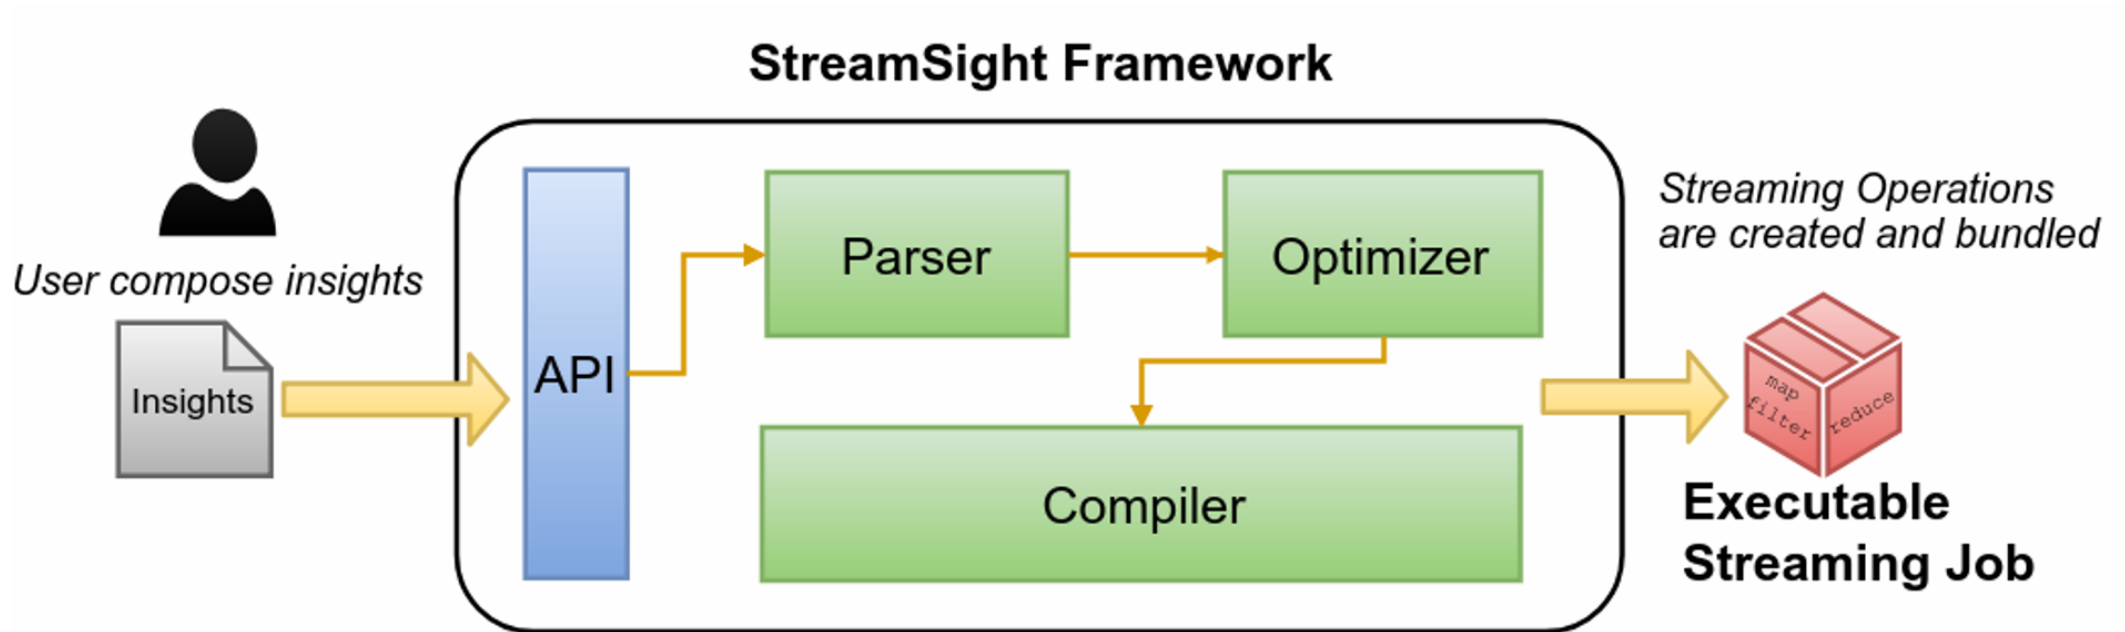 StreamSight Framework
User compose insights
Insights
API
Parser
Optimizer
Compiler
Streaming Operations
are created and bundled
map
filter
reduce
Executable
Streaming Job